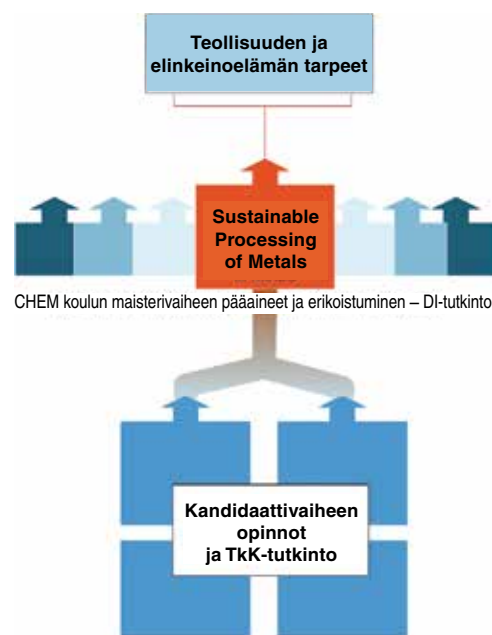 Teollisuuden ja
elinkeinoelämän tarpeet
Sustainable
Processing
of Metals
CHEM koulun maisterivaiheen pääaineet ja erikoistuminen – DI-tutkinto
Kandidaattivaiheen
opinnot
ja TkK-tutkinto